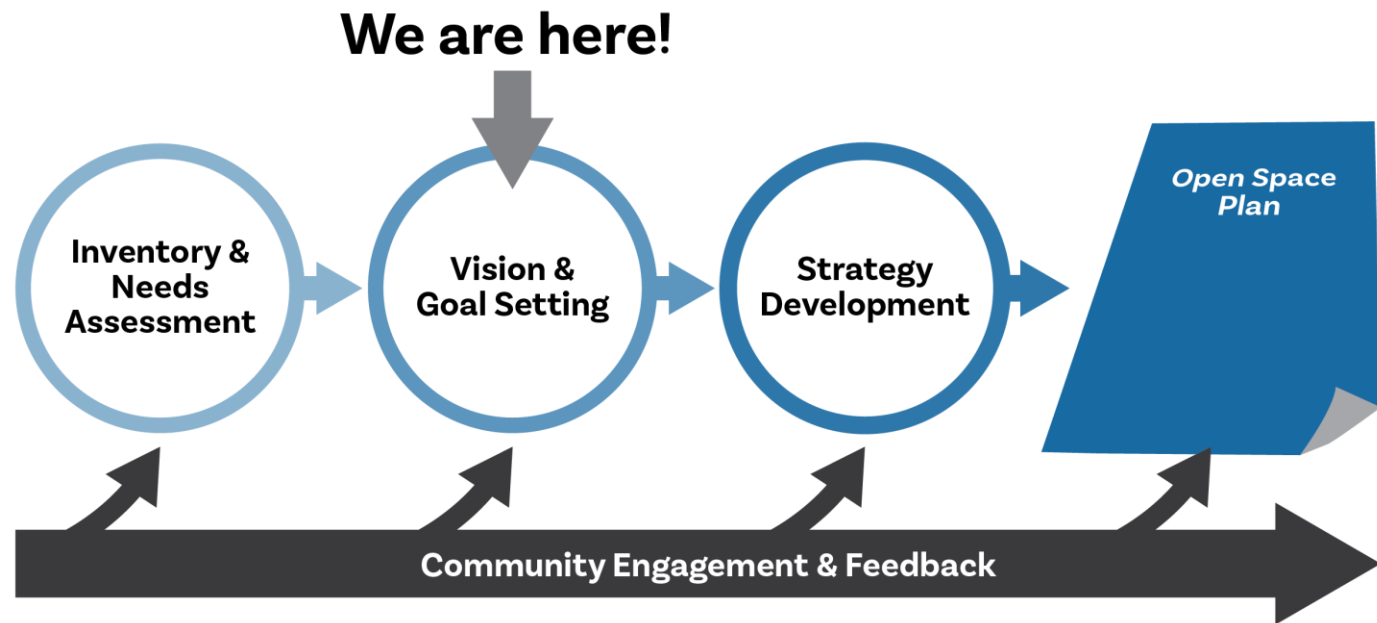 We are here!
Inventory &
Needs
Assessment
Vision &
Goal Setting
Strategy
Development
Open Space
Plan
Community Engagement & Feedback